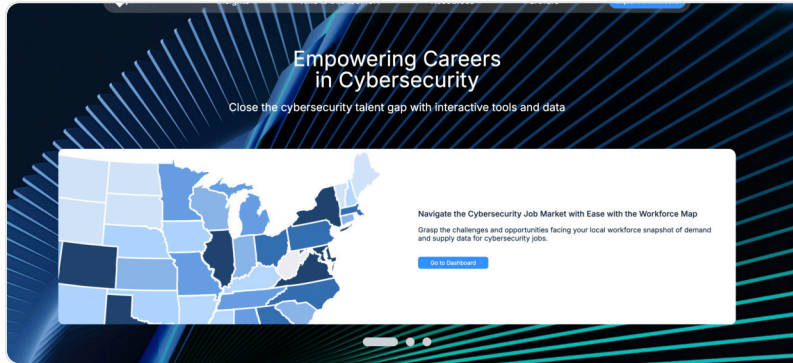 Empowering Careers
in Cybersecurity
Close the cybersecurity talent gap with interactive tools and data
Navigate the Cybersecurity Job Market with Ease with the Workforce Map
Grasp the challenges and opportunities facing your local workforce snapshot of demand
and supply data for cybersecurity jobs.
Go to Dashboard